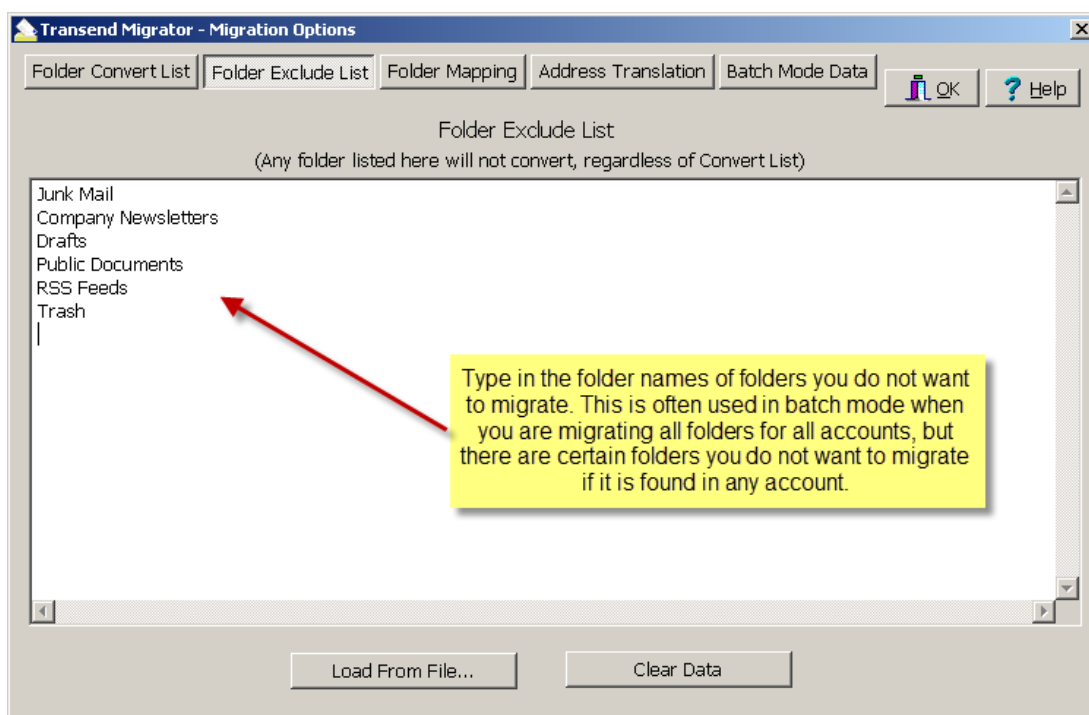 Transend Migrator - Migration Options
Folder Convert List
Folder Exclude List
Folder Mapping
Address Translation
Batch Mode Data
OK
Help
Folder Exclude List
(Any folder listed here will not convert, regardless of Convert List)
Junk Mail
Company Newsletters
Drafts
Public Documents
RSS Feeds
Trash
Type in the folder names of folders you do not want
to migrate. This is often used in batch mode when
you are migrating all folders for all accounts, but
there are certain folders you do not want to migrate
if it is found in any account.
Load From File...
Clear Data